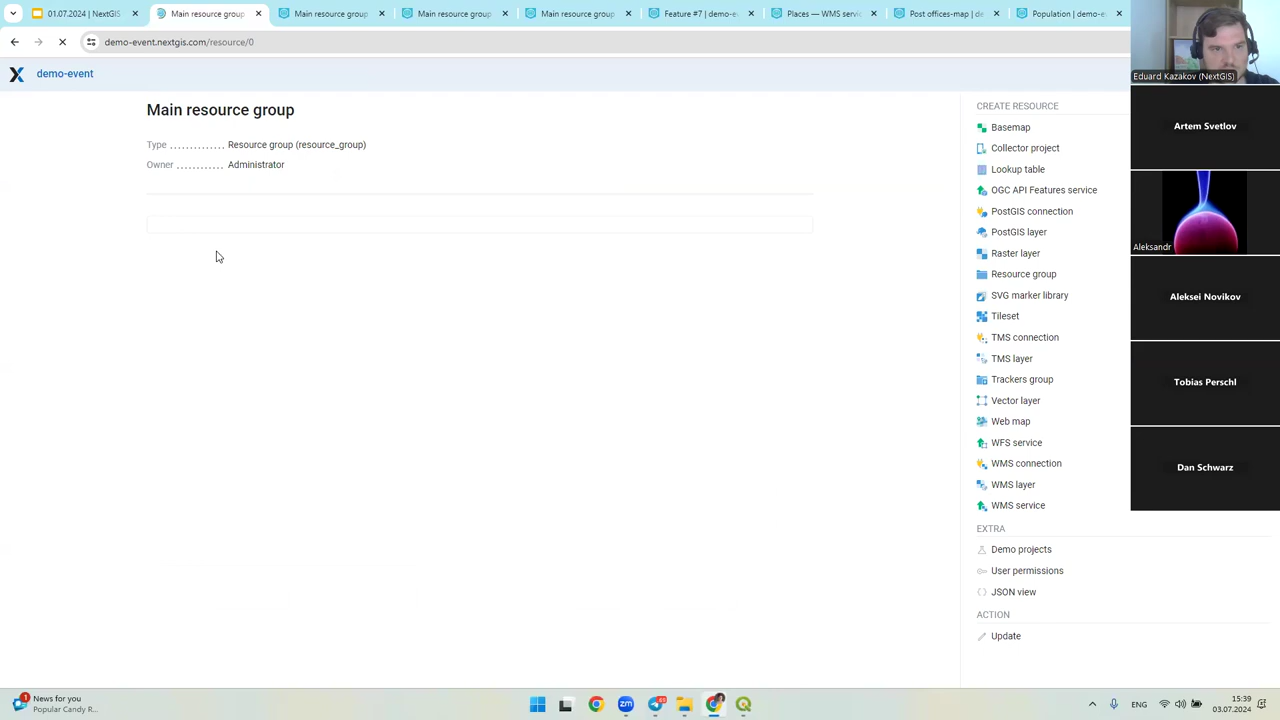 01.07.2024 | NextGIS
Main resource group
Main resource group
Main resource group
Main resource group
Feature #7 | demo-e
Places — WMS servic
Post offices-map | de
Population | demo-e
demo-event.nextgis.com/resource/0
demo-event
Main resource group
Type .............. Resource group (resource_group)
Owner ............ Administrator
CREATE RESOURCE
Basemap
Collector project
Lookup table
OGC API Features service
PostGIS connection
PostGIS layer
Raster layer
Resource group
SVG marker library
Tileset
TMS connection
TMS layer
Trackers group
Vector layer
Web map
WFS service
WMS connection
WMS layer
WMS service
EXTRA
Demo projects
User permissions
JSON view
ACTION
Update
Eduard Kazakov (NextGIS)
Artem Svetlov
Aleksandr
Aleksei Novikov
Tobias Perschl
Dan Schwarz
1
News for you
Popular Candy R...
ENG
15:39
03.07.2024